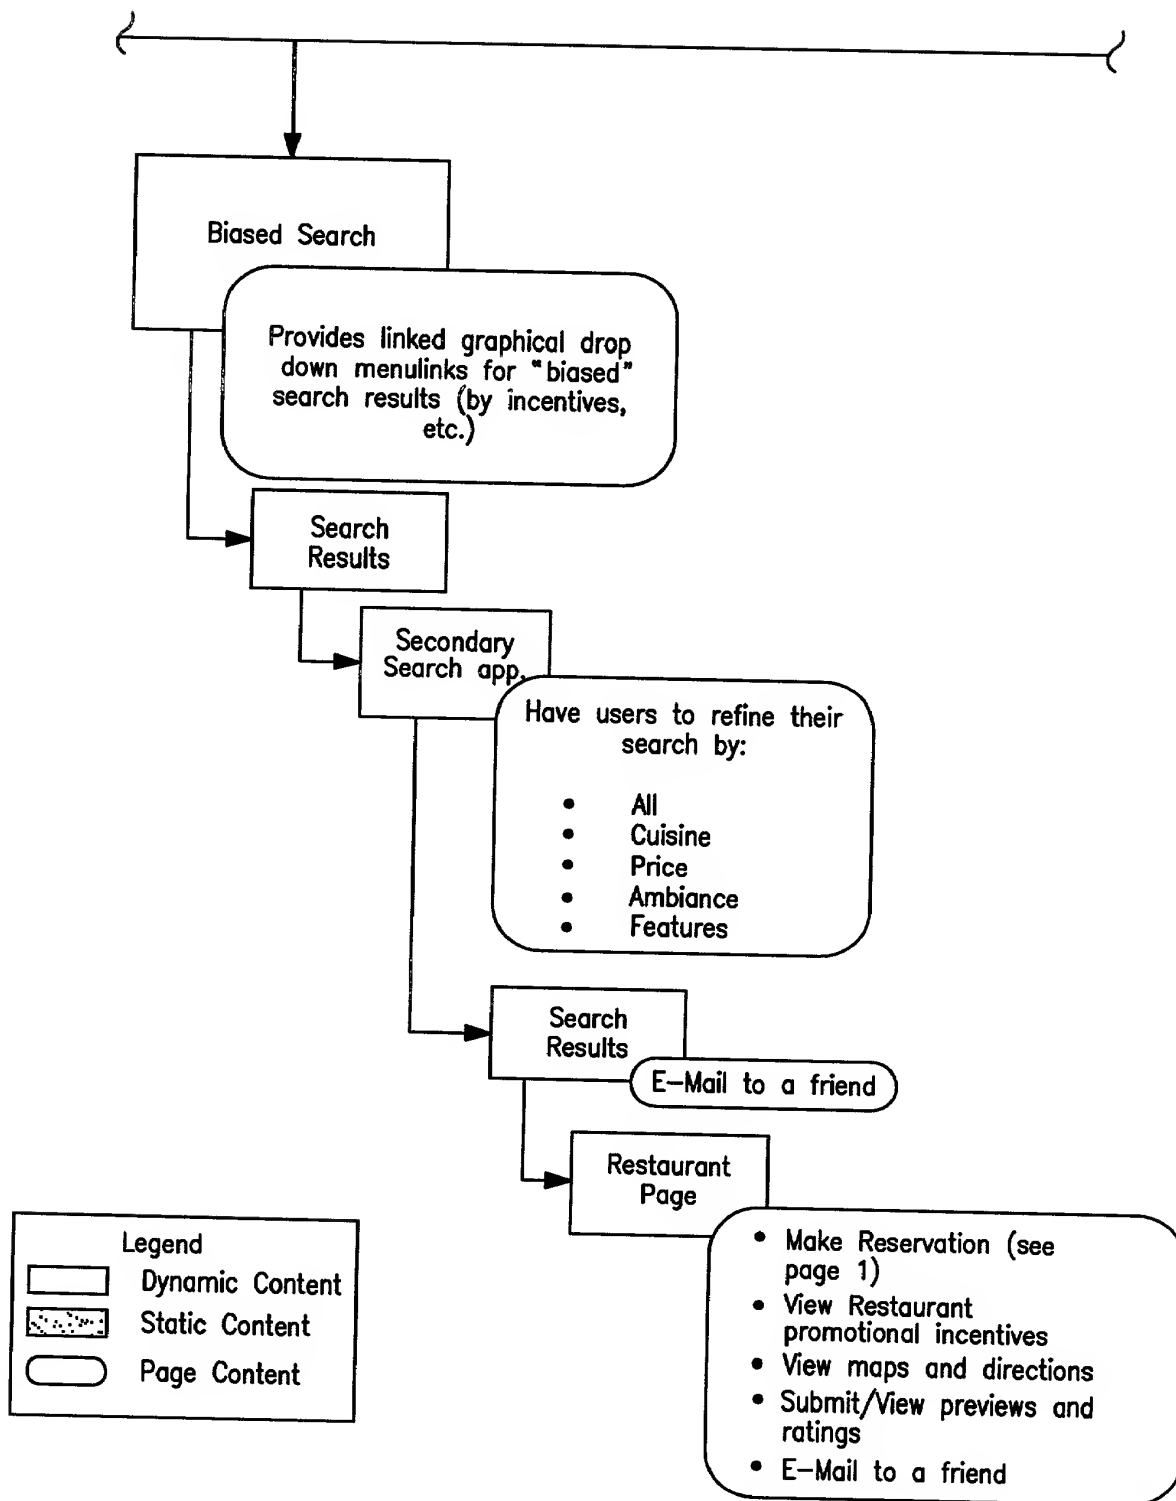 Biased Search
Provides linked graphical drop
down menulinks for "biased"
search results (by incentives,
etc.)
Search
Results
Secondary
Search app.
Have users to refine their
search by:
• All
• Cuisine
• Price
• Ambiance
• Features
Search
Results
E-Mail to a friend
Restaurant
Page
• Make Reservation (see
page 1)
• View Restaurant
promotional incentives
• View maps and directions
• Submit/View previews and
ratings
• E-Mail to a friend
Legend
Dynamic Content
Static Content
Page Content